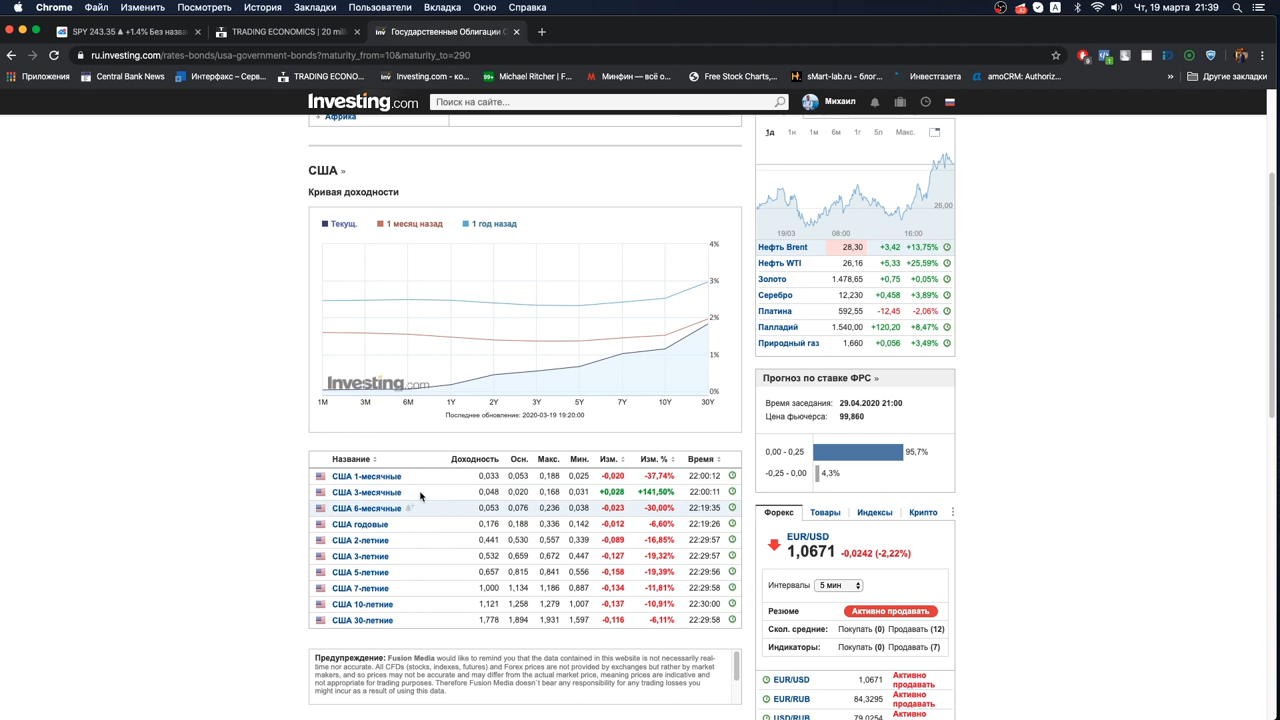 Chrome Файл Изменить Посмотреть История Закладки Пользователи Вкладка Окно Справка Чт, 19 марта 21:39
SPY 243.35 ▲ +1.4% Без назва
TRADING ECONOMICS | 20 mil
Государственные Облигации С
ru.investing.com/rates-bonds/usa-government-bonds?maturity_from=10&maturity_to=290
Приложения Central Bank News Интерфакс – Серв... TRADING ECONO... Investing.com - ко... Michael Ritcher / F... Минфин — всё о... Free Stock Charts,... sMart-lab.ru - блог... Инвестгазета amoCRM: Authoriz... » Другие закладки
Investing.com
Поиск на сайте...
Михаил
Африка
США »
Кривая доходности
Текущ. 1 месяц назад 1 год назад
4%
3%
2%
1%
0%
Investing.com
1M 3M 6M 1Y 2Y 3Y 5Y 7Y 10Y 30Y
Последнее обновление: 2020-03-19 19:20:00
Название Доходность Осн. Макс. Мин. Изм. Изм. % Время
США 1-месячные 0,033 0,053 0,188 0,025 -0,020 -37,74% 22:00:12
США 3-месячные 0,048 0,020 0,168 0,031 +0,028 +141,50% 22:00:11
США 6-месячные 0,053 0,076 0,236 0,038 -0,023 -30,00% 22:19:35
США годовые 0,176 0,188 0,336 0,142 -0,012 -6,60% 22:19:26
США 2-летние 0,441 0,530 0,557 0,339 -0,089 -16,85% 22:29:57
США 3-летние 0,532 0,659 0,672 0,447 -0,127 -19,32% 22:29:57
США 5-летние 0,657 0,815 0,841 0,556 -0,158 -19,39% 22:29:56
США 7-летние 1,000 1,134 1,186 0,887 -0,134 -11,81% 22:29:58
США 10-летние 1,121 1,258 1,279 1,007 -0,137 -10,91% 22:30:00
США 30-летние 1,778 1,894 1,931 1,597 -0,116 -6,11% 22:29:58
Предупреждение: Fusion Media would like to remind you that the data contained in this website is not necessarily real-
time nor accurate. All CFDs (stocks, indexes, futures) and Forex prices are not provided by exchanges but rather by market
makers, and so prices may not be accurate and may differ from the actual market price, meaning prices are indicative and
not appropriate for trading purposes. Therefore Fusion Media doesn`t bear any responsibility for any trading losses you
might incur as a result of using this data.
1д 1н 1м 6м 1г 5л Макс.
26,00
19/03 08:00 16:00
Нефть Brent 28,30 +3,42 +13,75%
Нефть WTI 26,16 +5,33 +25,59%
Золото 1.478,65 +0,75 +0,05%
Серебро 12,230 +0,458 +3,89%
Платина 592,55 -12,45 -2,06%
Палладий 1.540,00 +120,20 +8,47%
Природный газ 1,660 +0,056 +3,49%
Прогноз по ставке ФРС »
Время заседания: 29.04.2020 21:00
Цена фьючерса: 99,860
0,00 - 0,25 95,7%
-0,25 - 0,00 4,3%
Форекс Товары Индексы Крипто
EUR/USD
1,0671 -0,0242 (-2,22%)
Интервалы 5 мин
Резюме Активно продавать
Скол. средние: Покупать (0) Продавать (12)
Индикаторы: Покупать (0) Продавать (7)
EUR/USD 1,0671 Активно
продавать
EUR/RUB 84,3295 Активно
продавать
USD/RUB 79,0254 Активно